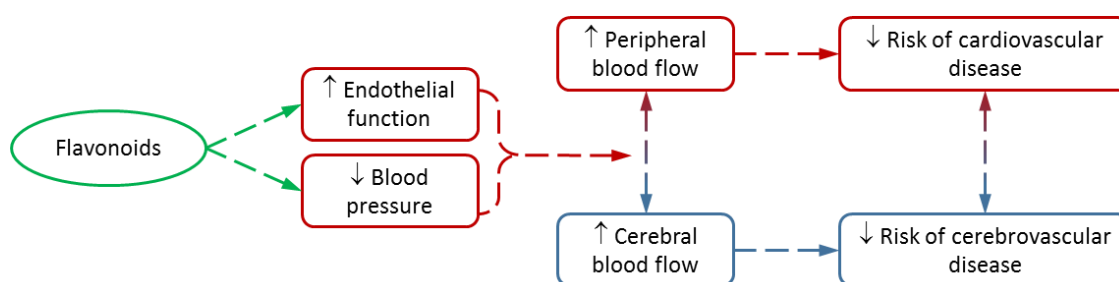 Flavonoids
↑ Endothelial
function
↓ Blood
pressure
↑ Peripheral
blood flow
↑ Cerebral
blood flow
↓ Risk of cardiovascular
disease
↓ Risk of cerebrovascular
disease